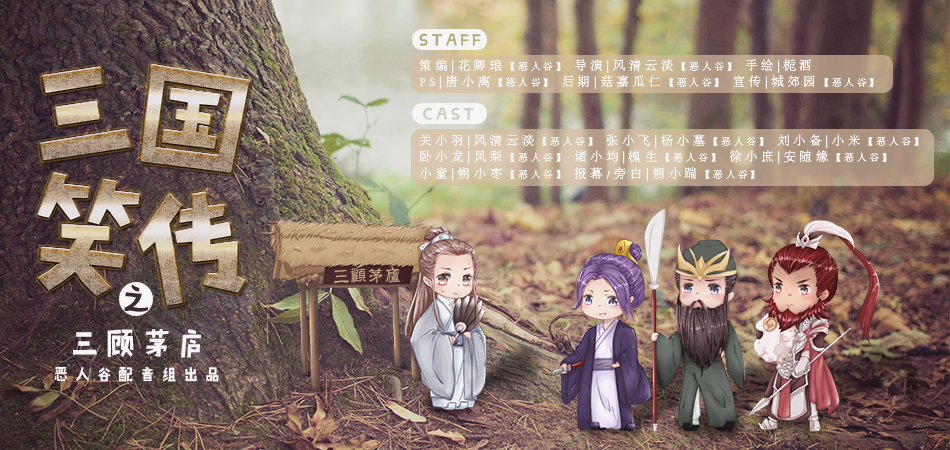 三国
笑传
之
三顾茅庐
恶人谷配音组出品
三顾茅廬
STAFF
策编|花卿琅【恶人谷】 导演|风清云淡【恶人谷】 手绘|栀酒
PS|唐小离【恶人谷】 后期|菇嘉瓜仁【恶人谷】 宣传|城郊园【恶人谷】
CAST
关小羽|风清云淡【恶人谷】 张小飞|杨小墓【恶人谷】 刘小备|小米【恶人谷】
卧小龙|凤梨【恶人谷】 诸小均|槐生【恶人谷】 徐小庶|安随缘【恶人谷】
小童|朔小枣【恶人谷】 报幕/旁白|朔小踹【恶人谷】